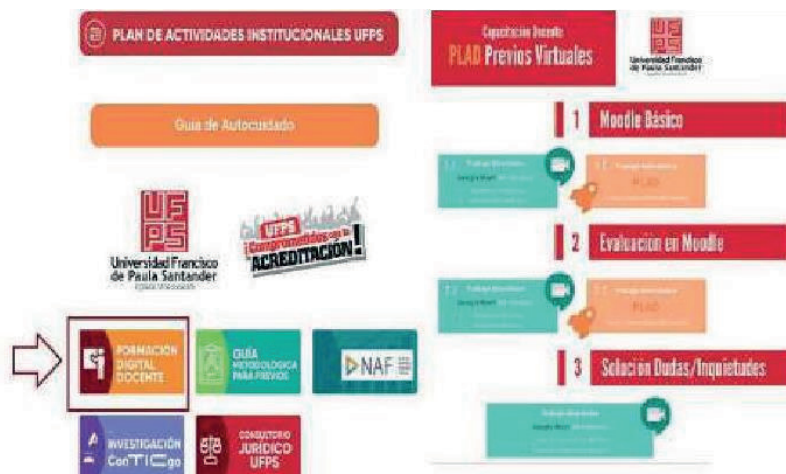 PLAN DE ACTIVIDADES INSTITUCIONALES UFPS
Guía de Autocuidado
UFPS
Universidad Francisco
de Paula Santander
UFPS
¡Comprometidos con la
ACREDITACIÓN!
FORMACIÓN
DIGITAL
DOCENTE
GUÍA
METODOLÓGICA
PARA PREVIOS
NAF
INVESTIGACIÓN
ConTICgo
CONSULTORIO
JURÍDICO
UFPS
Capacitación Docente
PLAD Previos Virtuales
UFPS
Universidad Francisco
de Paula Santander
1 Moodle Básico
PLAD
2 Evaluación en Moodle
PLAD
3 Solución Dudas/Inquietudes